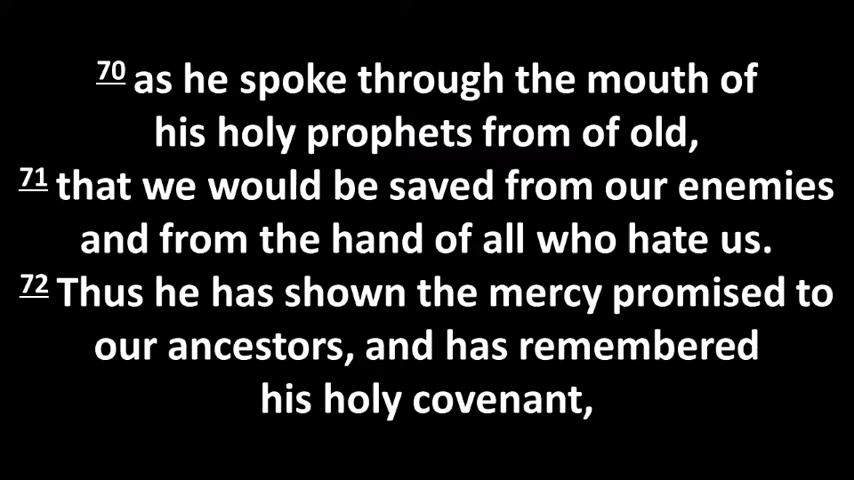 70 as he spoke through the mouth of
his holy prophets from of old,
71 that we would be saved from our enemies
and from the hand of all who hate us.
72 Thus he has shown the mercy promised to
our ancestors, and has remembered
his holy covenant,